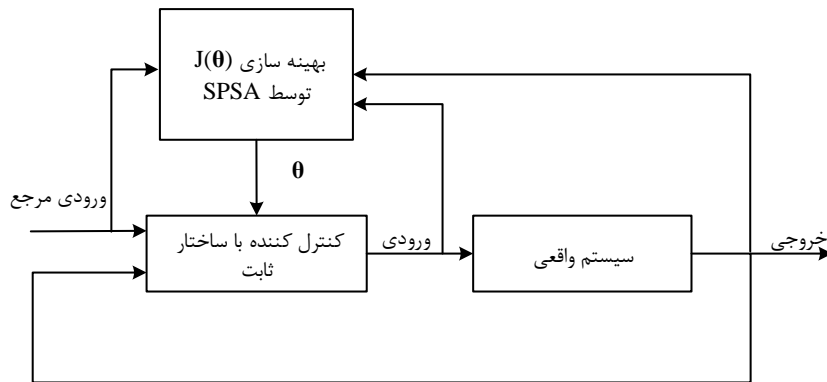 بهینه سازی J(θ)
توسط SPSA
θ
ورودی مرجع
کنترل کننده با ساختار
ثابت
ورودی
سیستم واقعی
خروجی